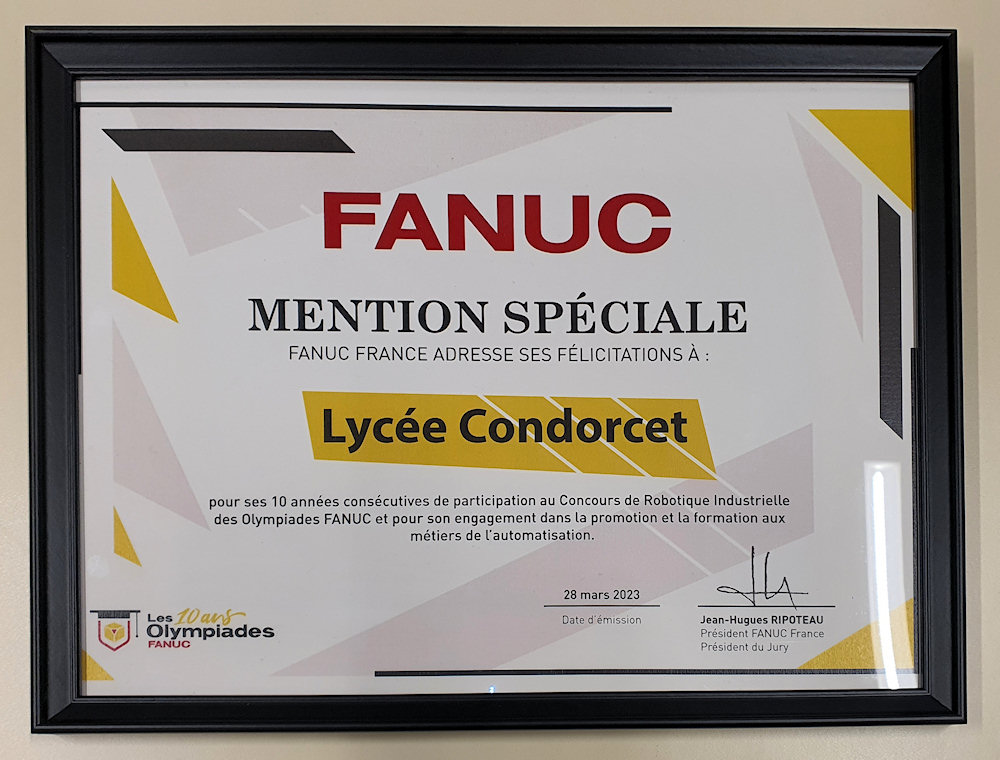 FANUC
MENTION SPÉCIALE
FANUC FRANCE ADRESSE SES FÉLICITATIONS À :
Lycée Condorcet
pour ses 10 années consécutives de participation au Concours de Robotique Industrielle
des Olympiades FANUC et pour son engagement dans la promotion et la formation aux
métiers de l'automatisation.
28 mars 2023
Date d'émission
Jean-Hugues RIPOTEAU
Président FANUC France
Président du Jury
Les 10 ans
Olympiades
FANUC